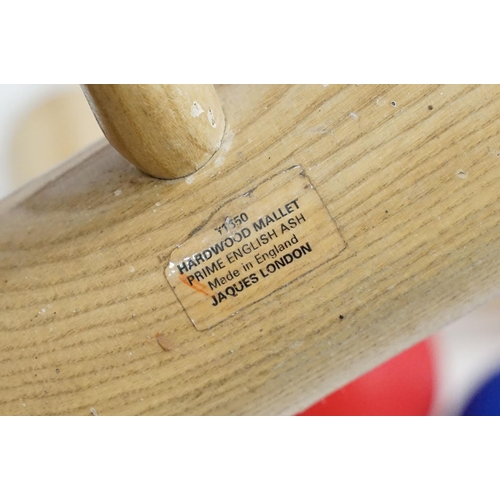 HARDWOOD MALLET
PRIME ENGLISH ASH
Made in England
JAQUES LONDON